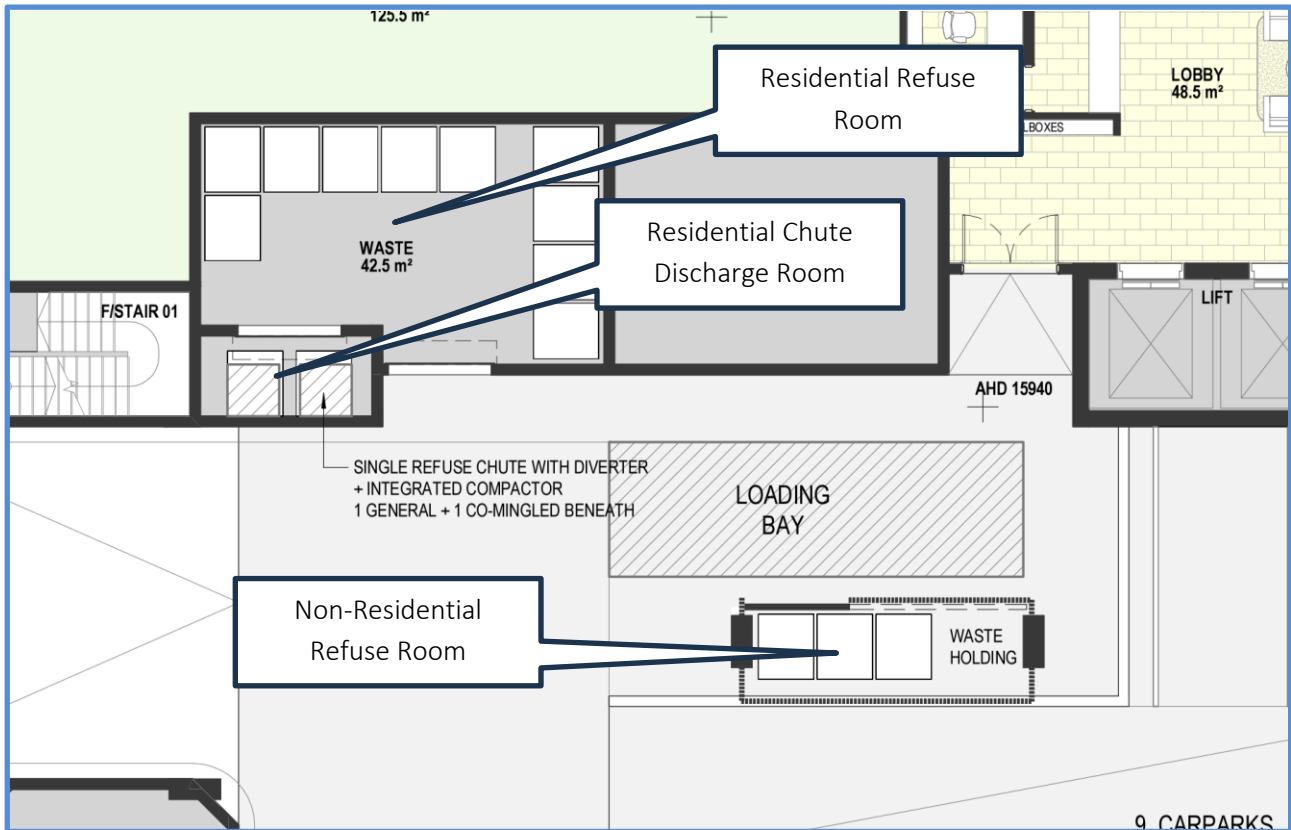 125.5 m²
Residential Refuse
Room
LOBBY
48.5 m²
LBOXES
Residential Chute
Discharge Room
WASTE
42.5 m²
F/STAIR 01
LIFT
AHD 15940
SINGLE REFUSE CHUTE WITH DIVERTER
+ INTEGRATED COMPACTOR
1 GENERAL + 1 CO-MINGLED BENEATH
LOADING
BAY
Non-Residential
Refuse Room
WASTE
HOLDING
9 CARPARKS